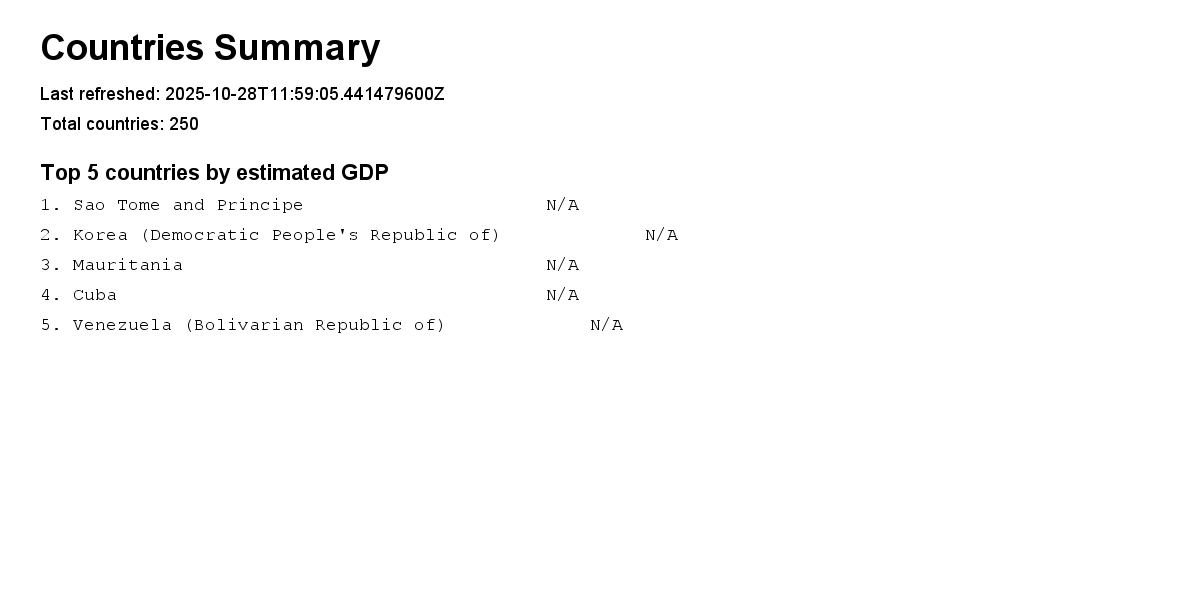 Countries Summary
Last refreshed: 2025-10-28T11:59:05.441479600Z
Total countries: 250
Top 5 countries by estimated GDP
1. Sao Tome and Principe                      N/A
2. Korea (Democratic People's Republic of)             N/A
3. Mauritania                                 N/A
4. Cuba                                       N/A
5. Venezuela (Bolivarian Republic of)             N/A